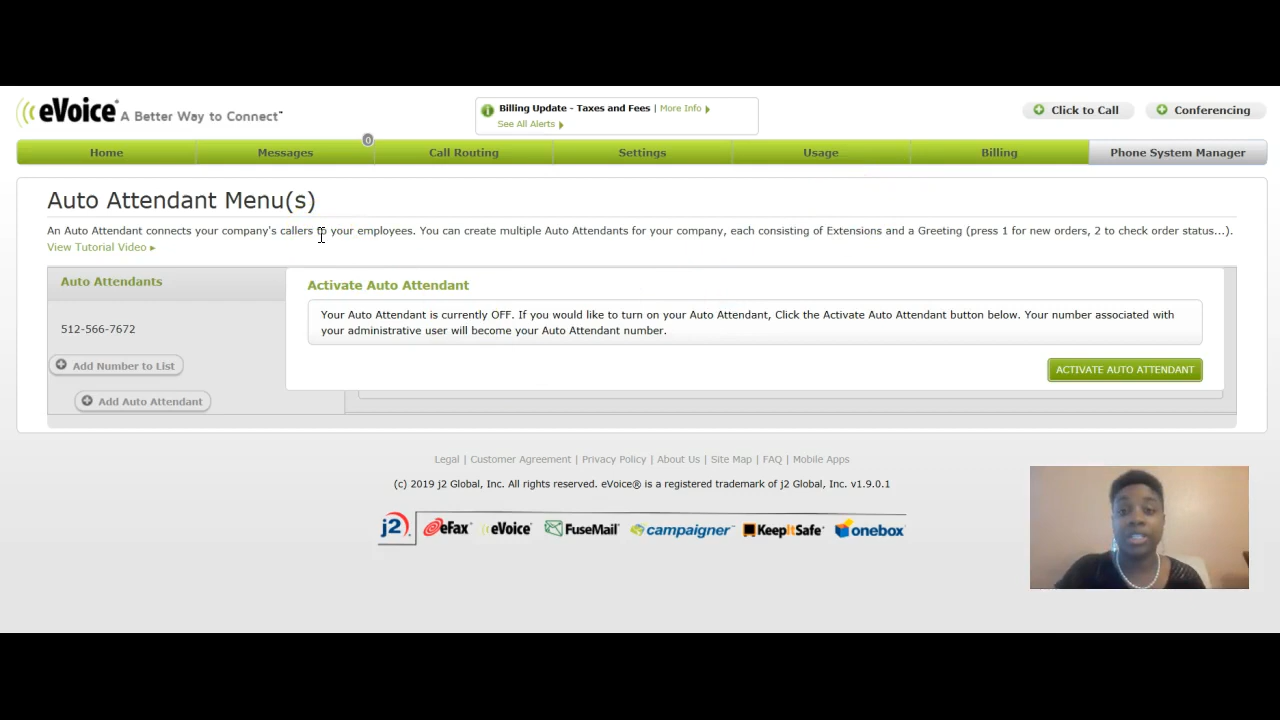 eVoice® A Better Way to Connect™
Billing Update - Taxes and Fees | More Info
See All Alerts
Click to Call
Conferencing
0
Home Messages Call Routing Settings Usage Billing Phone System Manager
Auto Attendant Menu(s)
An Auto Attendant connects your company's callers to your employees. You can create multiple Auto Attendants for your company, each consisting of Extensions and a Greeting (press 1 for new orders, 2 to check order status...).
View Tutorial Video
Auto Attendants
512-566-7672
Add Number to List
Add Auto Attendant
Activate Auto Attendant
Your Auto Attendant is currently OFF. If you would like to turn on your Auto Attendant, Click the Activate Auto Attendant button below. Your number associated with
your administrative user will become your Auto Attendant number.
ACTIVATE AUTO ATTENDANT
Legal | Customer Agreement | Privacy Policy | About Us | Site Map | FAQ | Mobile Apps
(c) 2019 j2 Global, Inc. All rights reserved. eVoice® is a registered trademark of j2 Global, Inc. v1.9.0.1
j2 eFax® eVoice® FuseMail® campaigner™ KeepItSafe® onebox®